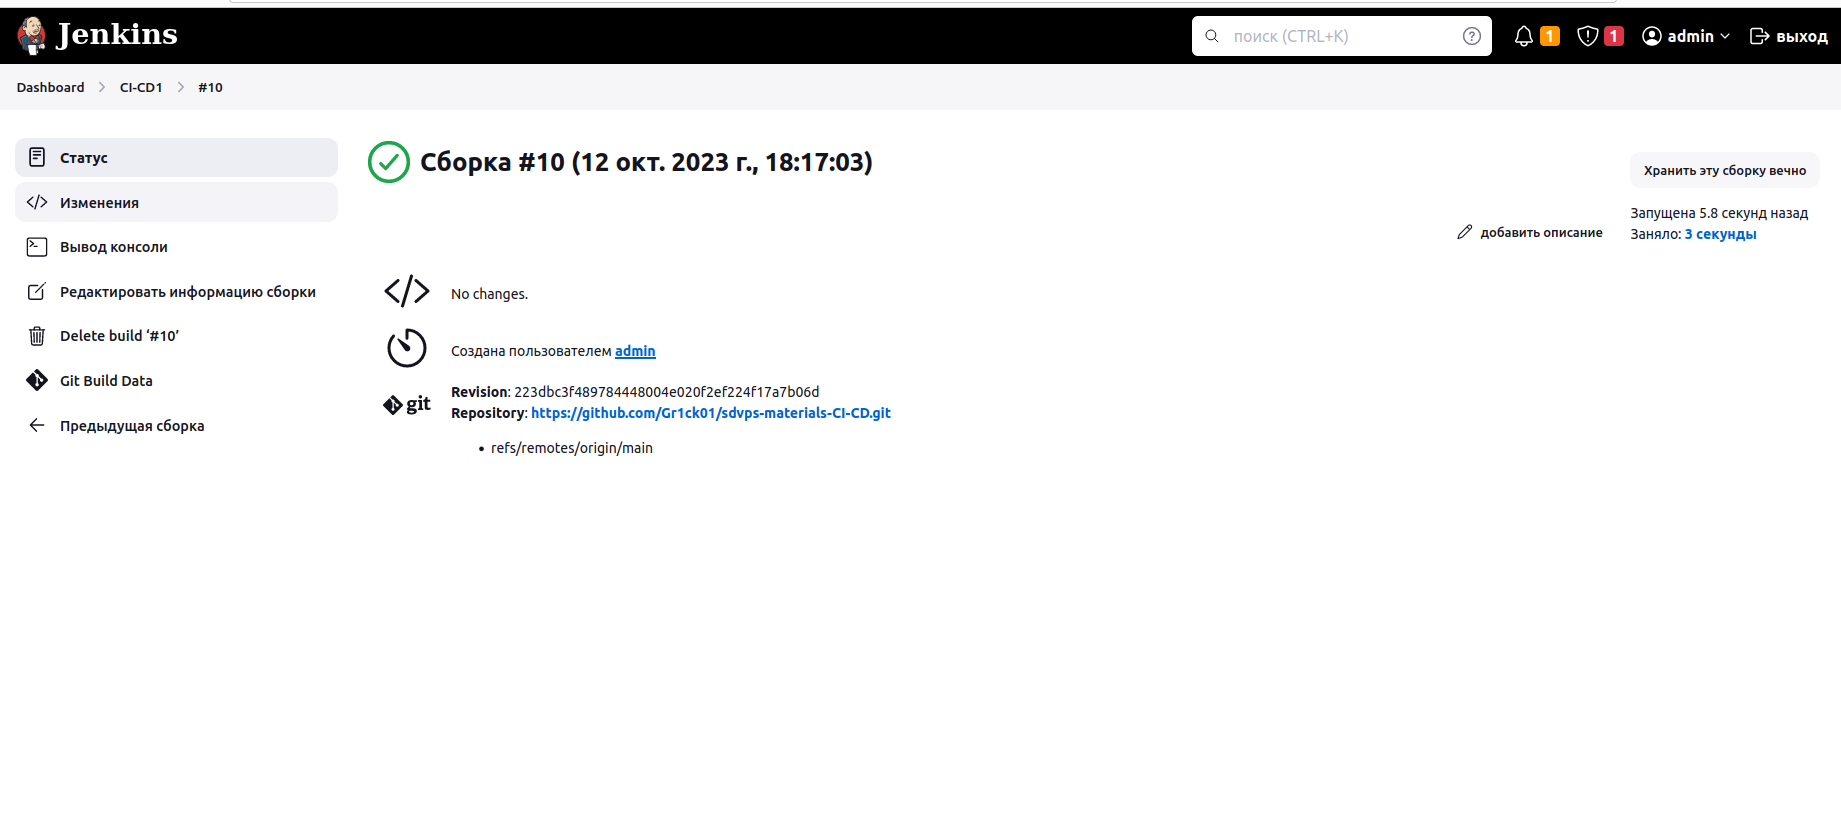 Jenkins
поиск (CTRL+K)
1
1
admin
выход
Dashboard
CI-CD1
#10
Статус
Изменения
Вывод консоли
Редактировать информацию сборки
Delete build ‘#10’
Git Build Data
Предыдущая сборка
Сборка #10 (12 окт. 2023 г., 18:17:03)
Хранить эту сборку вечно
Запущена 5.8 секунд назад
добавить описание
Заняло: 3 секунды
No changes.
Создана пользователем admin
git
Revision: 223dbc3f489784448004e020f2ef224f17a7b06d
Repository: https://github.com/Gr1ck01/sdvps-materials-CI-CD.git
• refs/remotes/origin/main